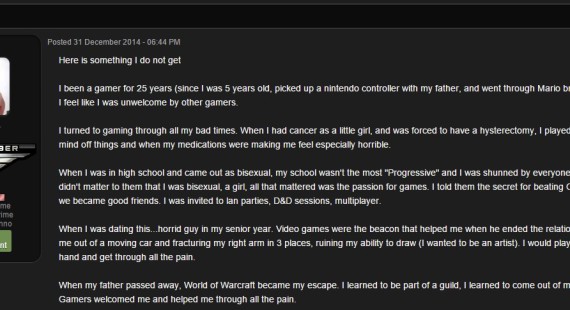 Posted 31 December 2014 - 06:44 PM
Here is something I do not get
I been a gamer for 25 years (since I was 5 years old, picked up a nintendo controller with my father, and went through Mario br
I feel like I was unwelcome by other gamers.
I turned to gaming through all my bad times. When I had cancer as a little girl, and was forced to have a hysterectomy, I played
mind off things and when my medications were making me feel especially horrible.
BER
When I was in high school and came out as bisexual, my school wasn't the most "Progressive" and I was shunned by everyone
didn't matter to them that I was bisexual, a girl, all that mattered was the passion for games. I told them the secret for beating
we became good friends. I was invited to lan parties, D&D sessions, multiplayer.
me
rime
nno
nt
When I was dating this...horrid guy in my senior year. Video games were the beacon that helped me when he ended the relatio
me out of a moving car and fracturing my right arm in 3 places, ruining my ability to draw (I wanted to be an artist). I would play
hand and get through all the pain.
When my father passed away, World of Warcraft became my escape. I learned to be part of a guild, I learned to come out of m
Gamers welcomed me and helped me through all the pain.